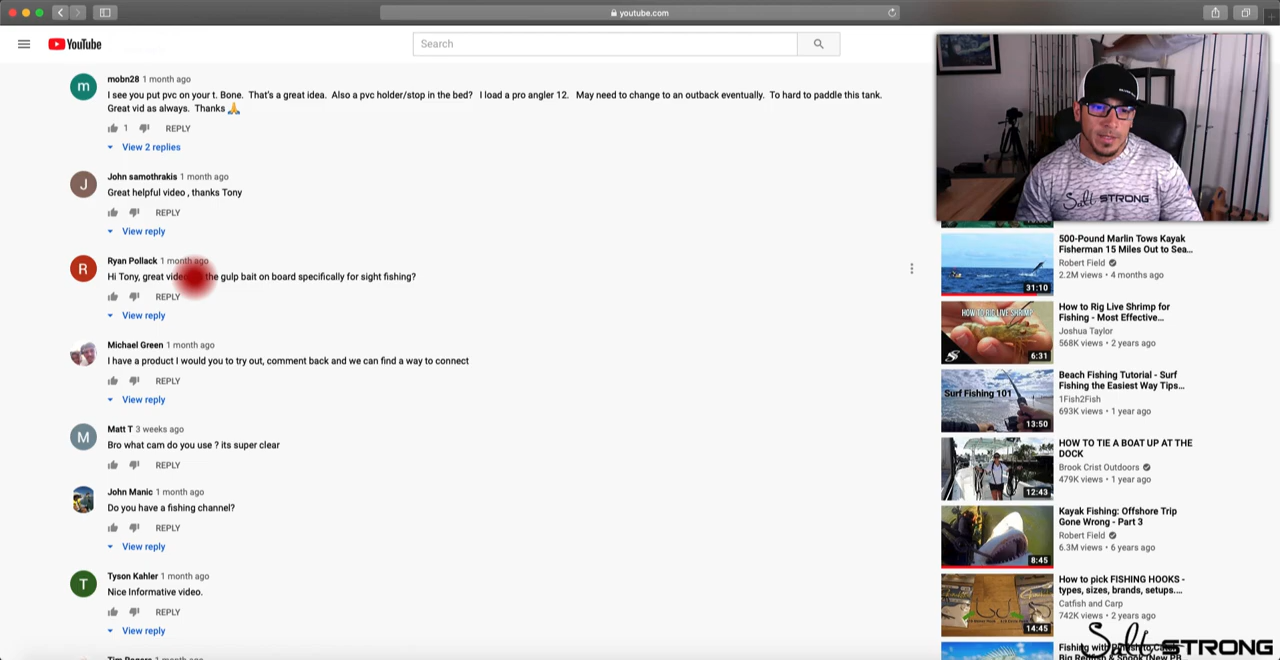 youtube.com
YouTube
Search
mobn28 1 month ago
I see you put pvc on your t. Bone. That's a great idea. Also a pvc holder/stop in the bed? I load a pro angler 12. May need to change to an outback eventually. To hard to paddle this tank.
Great vid as always. Thanks 🙏
1 REPLY
View 2 replies
John samothrakis 1 month ago
Great helpful video , thanks Tony
REPLY
View reply
Ryan Pollack 1 month ago
Hi Tony, great the gulp bait on board specifically for sight fishing?
REPLY
View reply
Michael Green 1 month ago
I have a product I would you to try out, comment back and we can find a way to connect
REPLY
View reply
Matt T 3 weeks ago
Bro what cam do you use ? its super clear
REPLY
John Manic 1 month ago
Do you have a fishing channel?
REPLY
View reply
Tyson Kahler 1 month ago
Nice Informative video.
REPLY
View reply
Salt STRONG
500-Pound Marlin Tows Kayak
Fisherman 15 Miles Out to Sea...
Robert Field
2.2M views • 4 months ago
31:10
How to Rig Live Shrimp for
Fishing - Most Effective...
Joshua Taylor
568K views • 2 years ago
HOW TO RIG LIVE SHRIMP
6:31
Beach Fishing Tutorial - Surf
Fishing the Easiest Way Tips...
1Fish2Fish
693K views • 1 year ago
Surf Fishing 101
13:50
HOW TO TIE A BOAT UP AT THE
DOCK
Brook Crist Outdoors
479K views • 1 year ago
12:43
Kayak Fishing: Offshore Trip
Gone Wrong - Part 3
Robert Field
6.3M views • 6 years ago
8:45
How to pick FISHING HOOKS -
types, sizes, brands, setups....
Catfish and Carp
742K views • 2 years ago
14:45
Fishing with
Salt STRONG